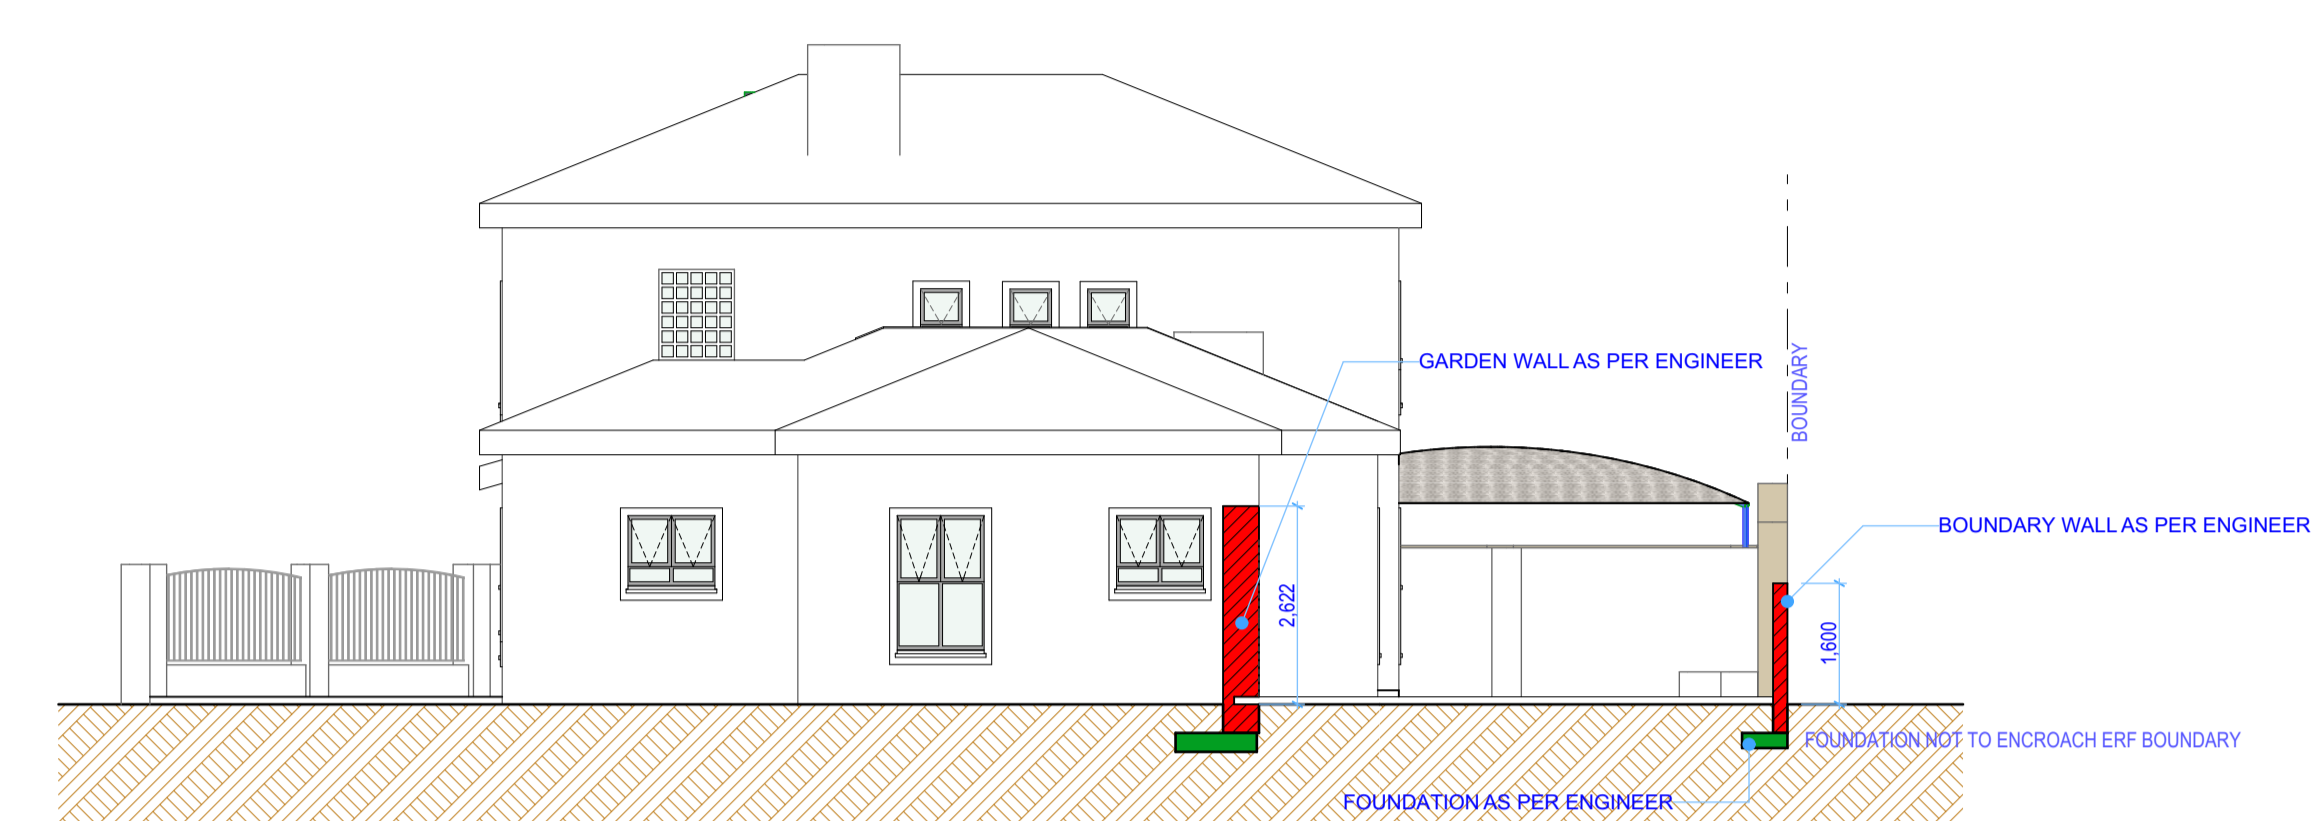 GARDEN WALL AS PER ENGINEER
BOUNDARY
BOUNDARY WALL AS PER ENGINEER
2,622
1,600
FOUNDATION NOT TO ENCROACH ERF BOUNDARY
FOUNDATION AS PER ENGINEER